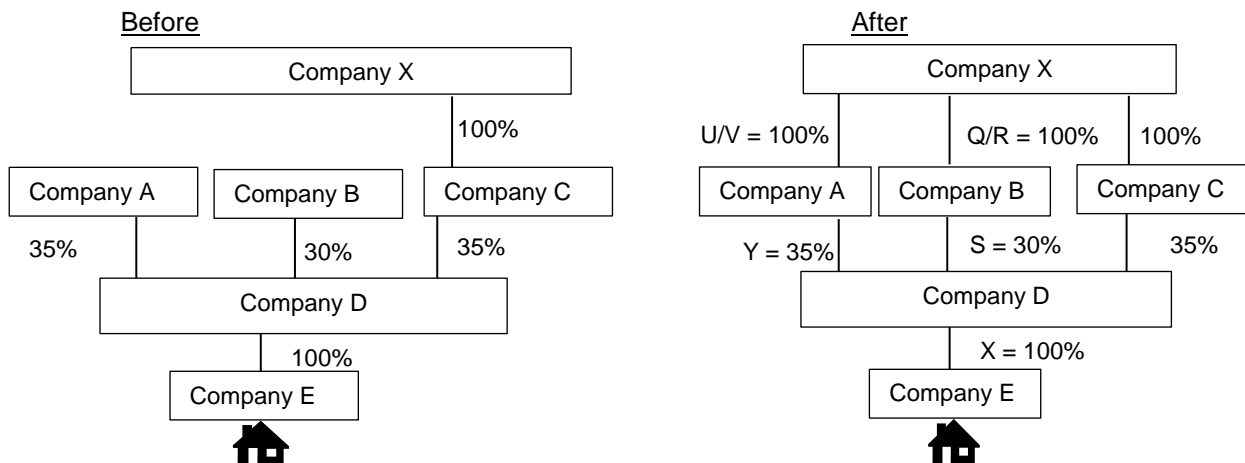 Before
Company X
100%
Company A
Company B
Company C
35%
30%
35%
Company D
100%
Company E
After
Company X
U/V = 100%
Q/R = 100%
100%
Company A
Company B
Company C
Y = 35%
S = 30%
35%
Company D
X = 100%
Company E